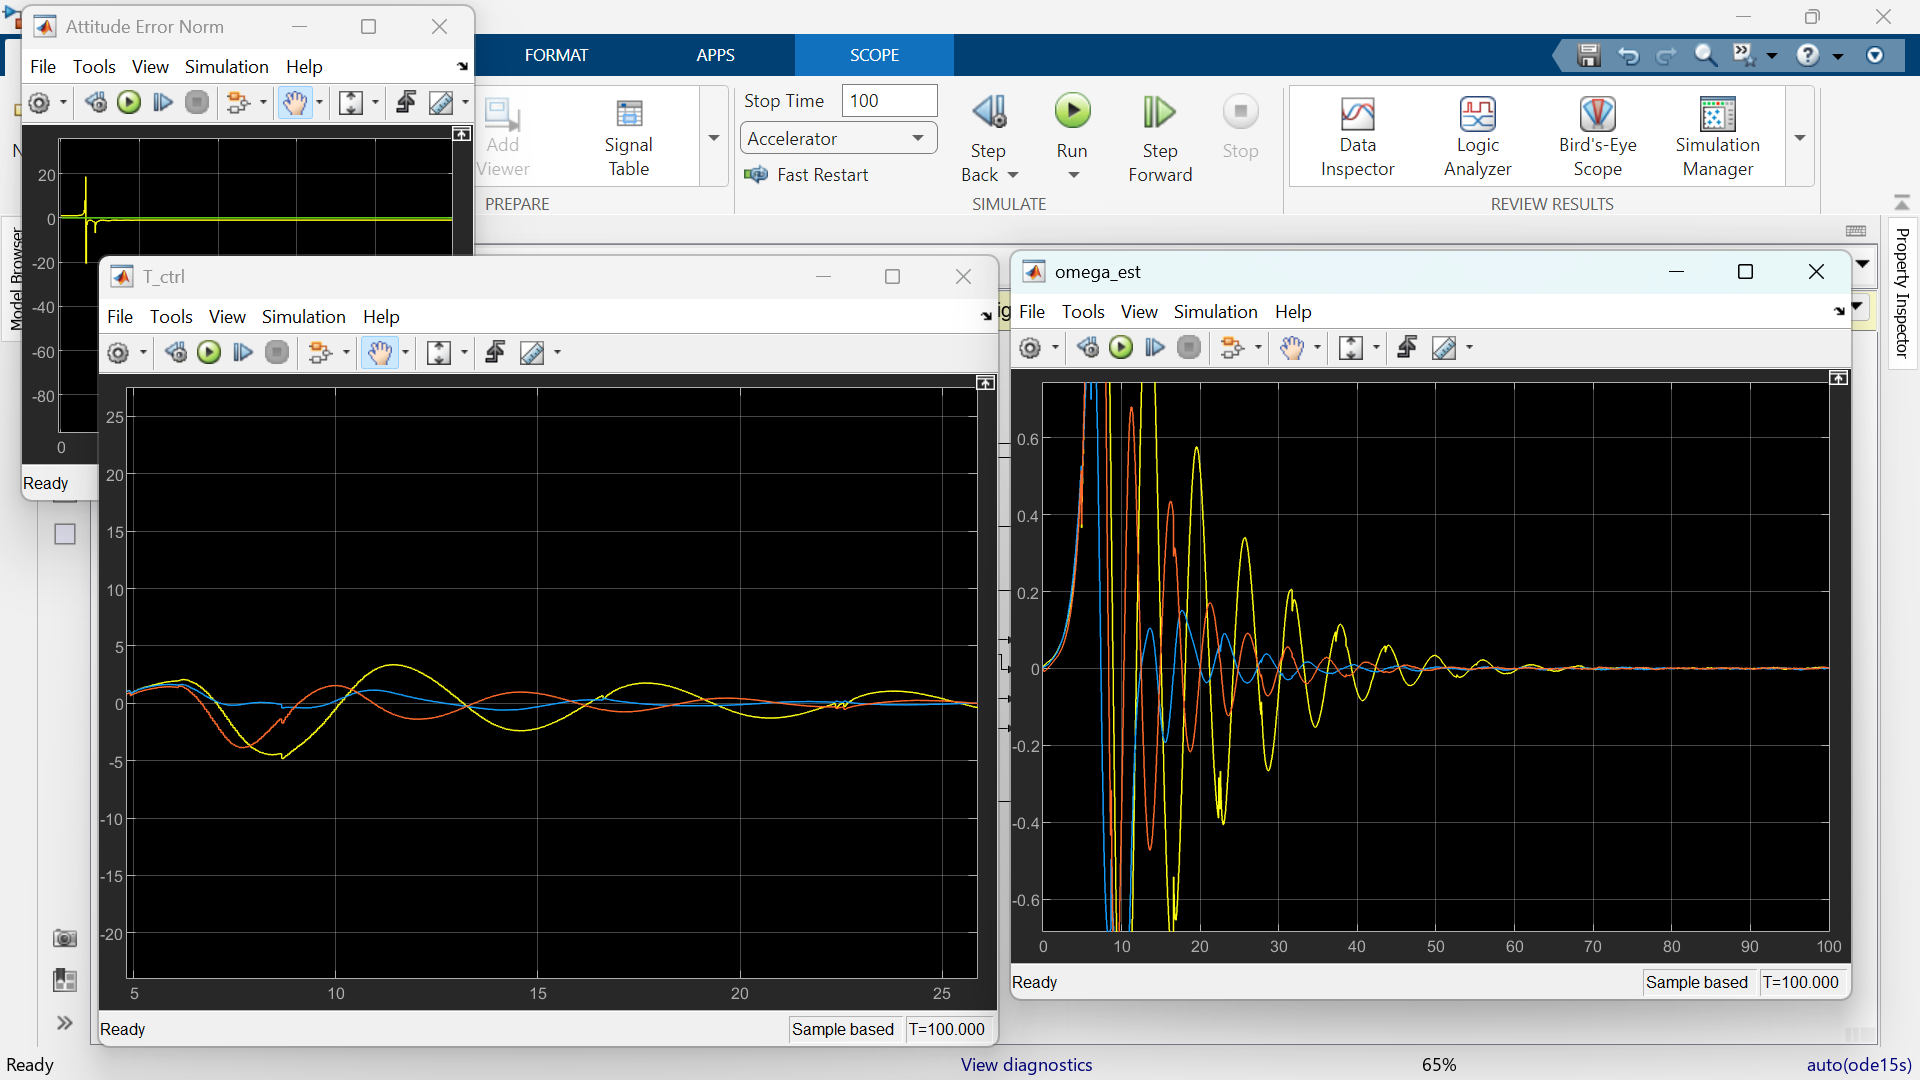 Attitude Error Norm
File Tools View Simulation Help
20
0
-20
-40
-60
-80
0
Ready
FORMAT APPS SCOPE
Add Viewer
Signal Table
PREPARE
Stop Time 100
Accelerator
Fast Restart
Step Back
Run
Step Forward
Stop
SIMULATE
Data Inspector
Logic Analyzer
Bird's-Eye Scope
Simulation Manager
REVIEW RESULTS
Model Browser
Property Inspector
T_ctrl
File Tools View Simulation Help
25
20
15
10
5
0
-5
-10
-15
-20
5 10 15 20 25
Ready Sample based T=100.000
omega_est
File Tools View Simulation Help
0.6
0.4
0.2
0
-0.2
-0.4
-0.6
0 10 20 30 40 50 60 70 80 90 100
Ready Sample based T=100.000
Ready View diagnostics 65% auto(ode15s)